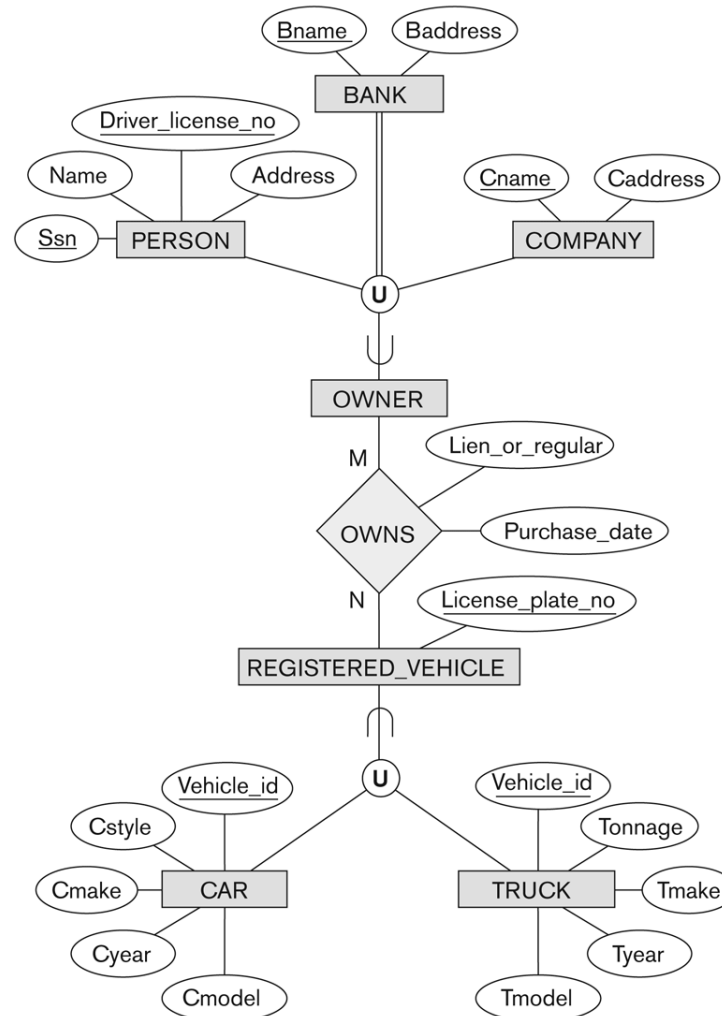 Bname
Baddress
BANK
Driver_license_no
Name
Address
Cname
Caddress
Ssn
PERSON
COMPANY
U
OWNER
M
Lien_or_regular
OWNS
Purchase_date
N
License_plate_no
REGISTERED_VEHICLE
U
Vehicle_id
Vehicle_id
Cstyle
Tonnage
Cmake
CAR
TRUCK
Tmake
Cyear
Tyear
Cmodel
Tmodel